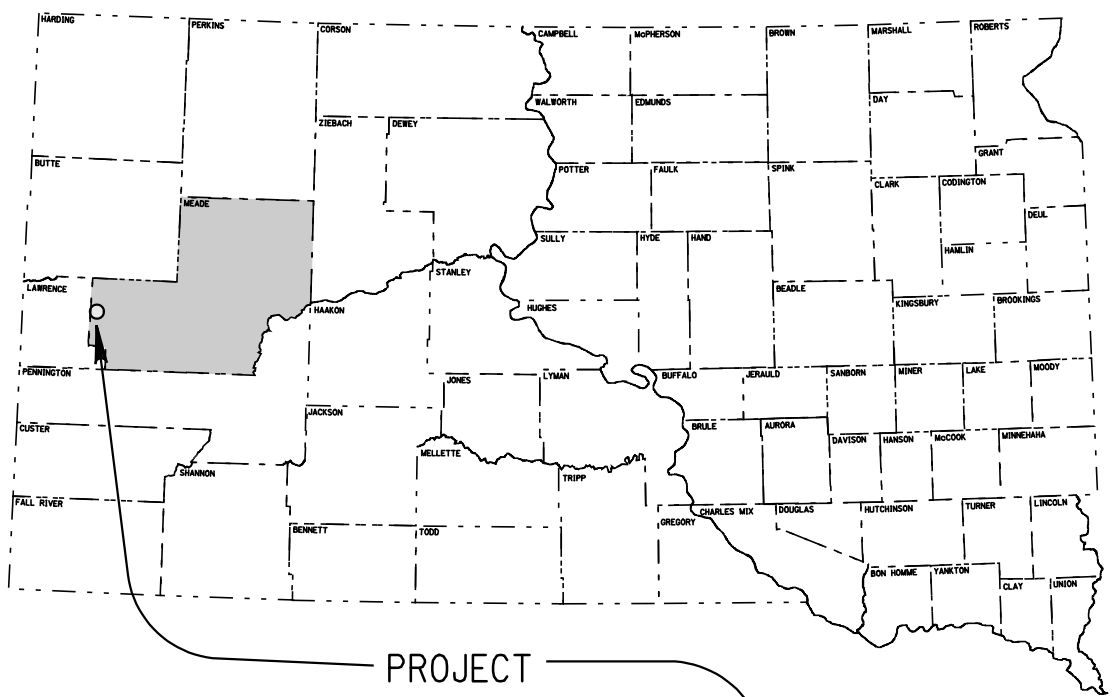 HARDING
PERKINS
CORSON
CAMPBELL
McPHERSON
BROWN
MARSHALL
ROBERTS
WALWORTH
EDMUNDS
DAY
ZIEBACH
DEWEY
GRANT
BUTTE
POTTER
FAULK
SPINK
CLARK
CODINGTON
MEADE
DEUL
SULLY
HYDE
HAND
HAMLIN
STANLEY
LAWRENCE
BEADLE
HAAKON
HUGHES
KINGSBURY
BROOKINGS
PENNINGTON
JONES
LYMAN
BUFFALO
JERAULD
SANBORN
MINER
LAKE
MOODY
JACKSON
CUSTER
BRULE
AURORA
DAVISON
HANSON
McCOOK
MINNEHAHA
MELLETTE
SHANNON
TRIPP
FALL RIVER
GREGORY
CHARLES MIX
DOUGLAS
HUTCHINSON
TURNER
LINCOLN
BENNETT
TODD
BON HOMME
YANKTON
CLAY
UNION
PROJECT